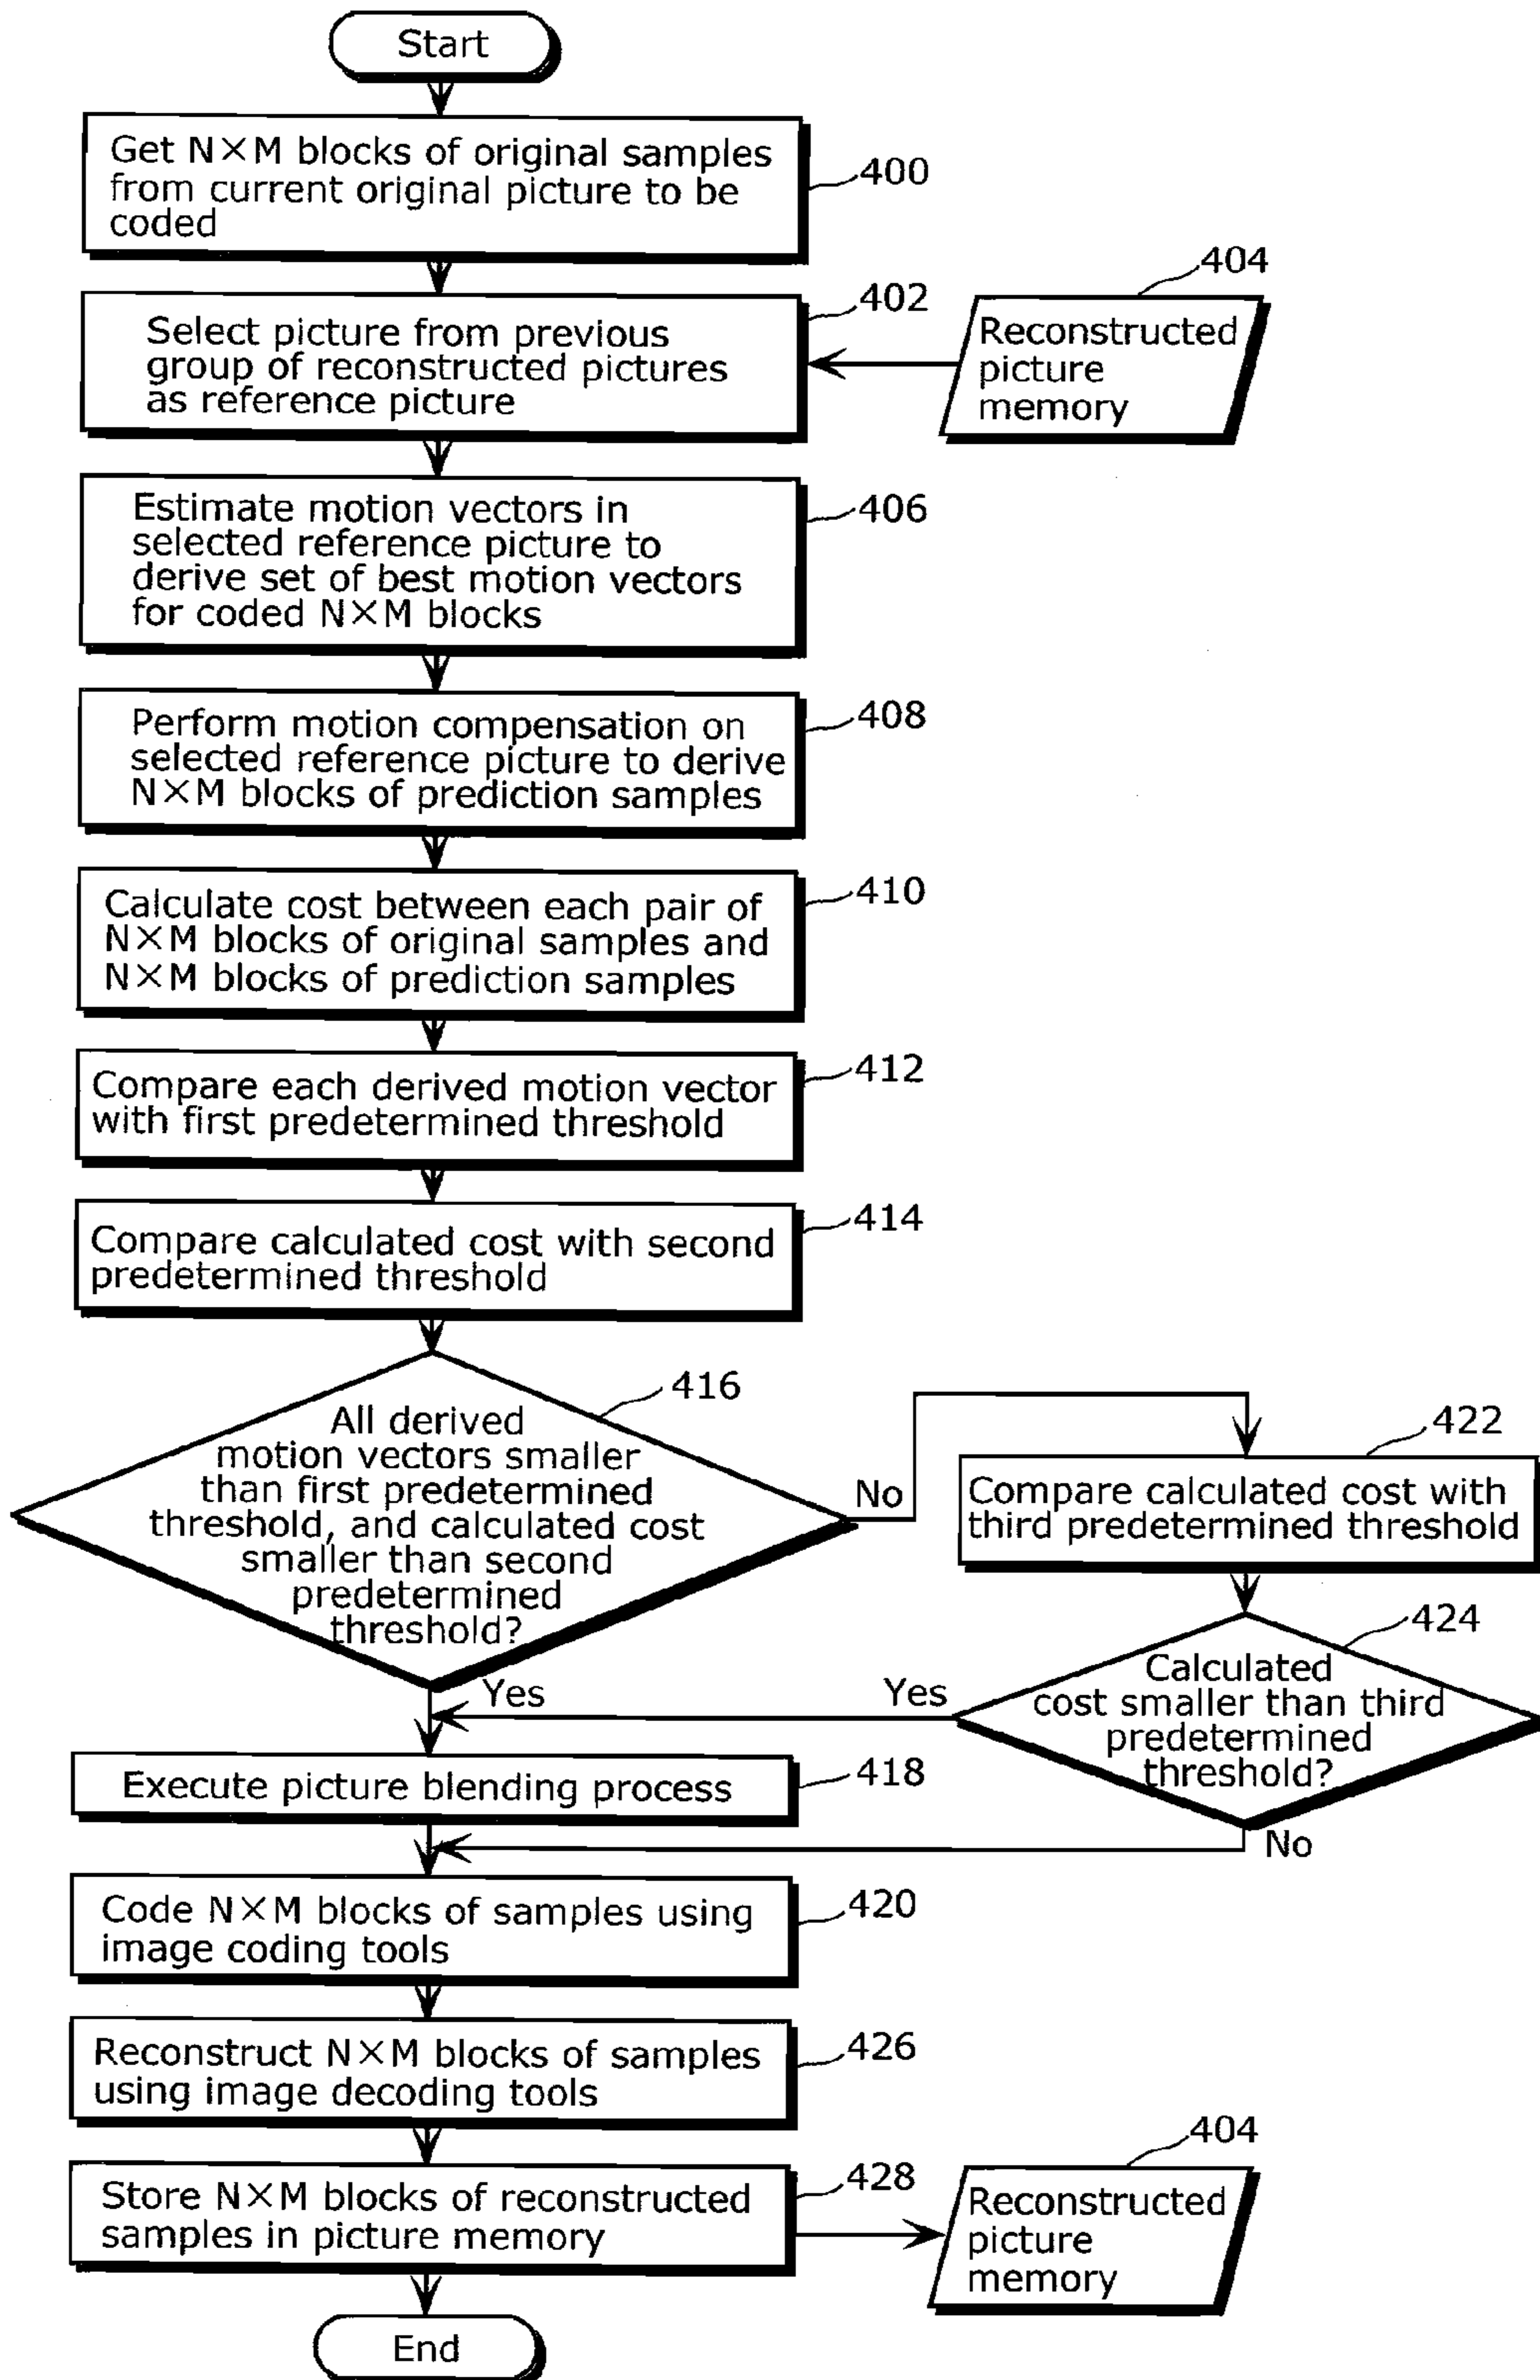 Start
Get N×M blocks of original samples
from current original picture to be
coded
400
404
402
Select picture from previous
group of reconstructed pictures
as reference picture
Reconstructed
picture
memory
Estimate motion vectors in
selected reference picture to
derive set of best motion vectors
for coded N×M blocks
406
Perform motion compensation on
selected reference picture to derive
N×M blocks of prediction samples
408
Calculate cost between each pair of
N×M blocks of original samples and
N×M blocks of prediction samples
410
Compare each derived motion vector
with first predetermined threshold
412
Compare calculated cost with second
predetermined threshold
414
416
All derived
motion vectors smaller
than first predetermined
threshold, and calculated cost
smaller than second
predetermined
threshold?
No
422
Compare calculated cost with
third predetermined threshold
424
Calculated
cost smaller than third
predetermined
threshold?
Yes
Yes
No
Execute picture blending process
418
Code N×M blocks of samples using
image coding tools
420
Reconstruct N×M blocks of samples
using image decoding tools
426
Store N×M blocks of reconstructed
samples in picture memory
428
404
Reconstructed
picture
memory
End